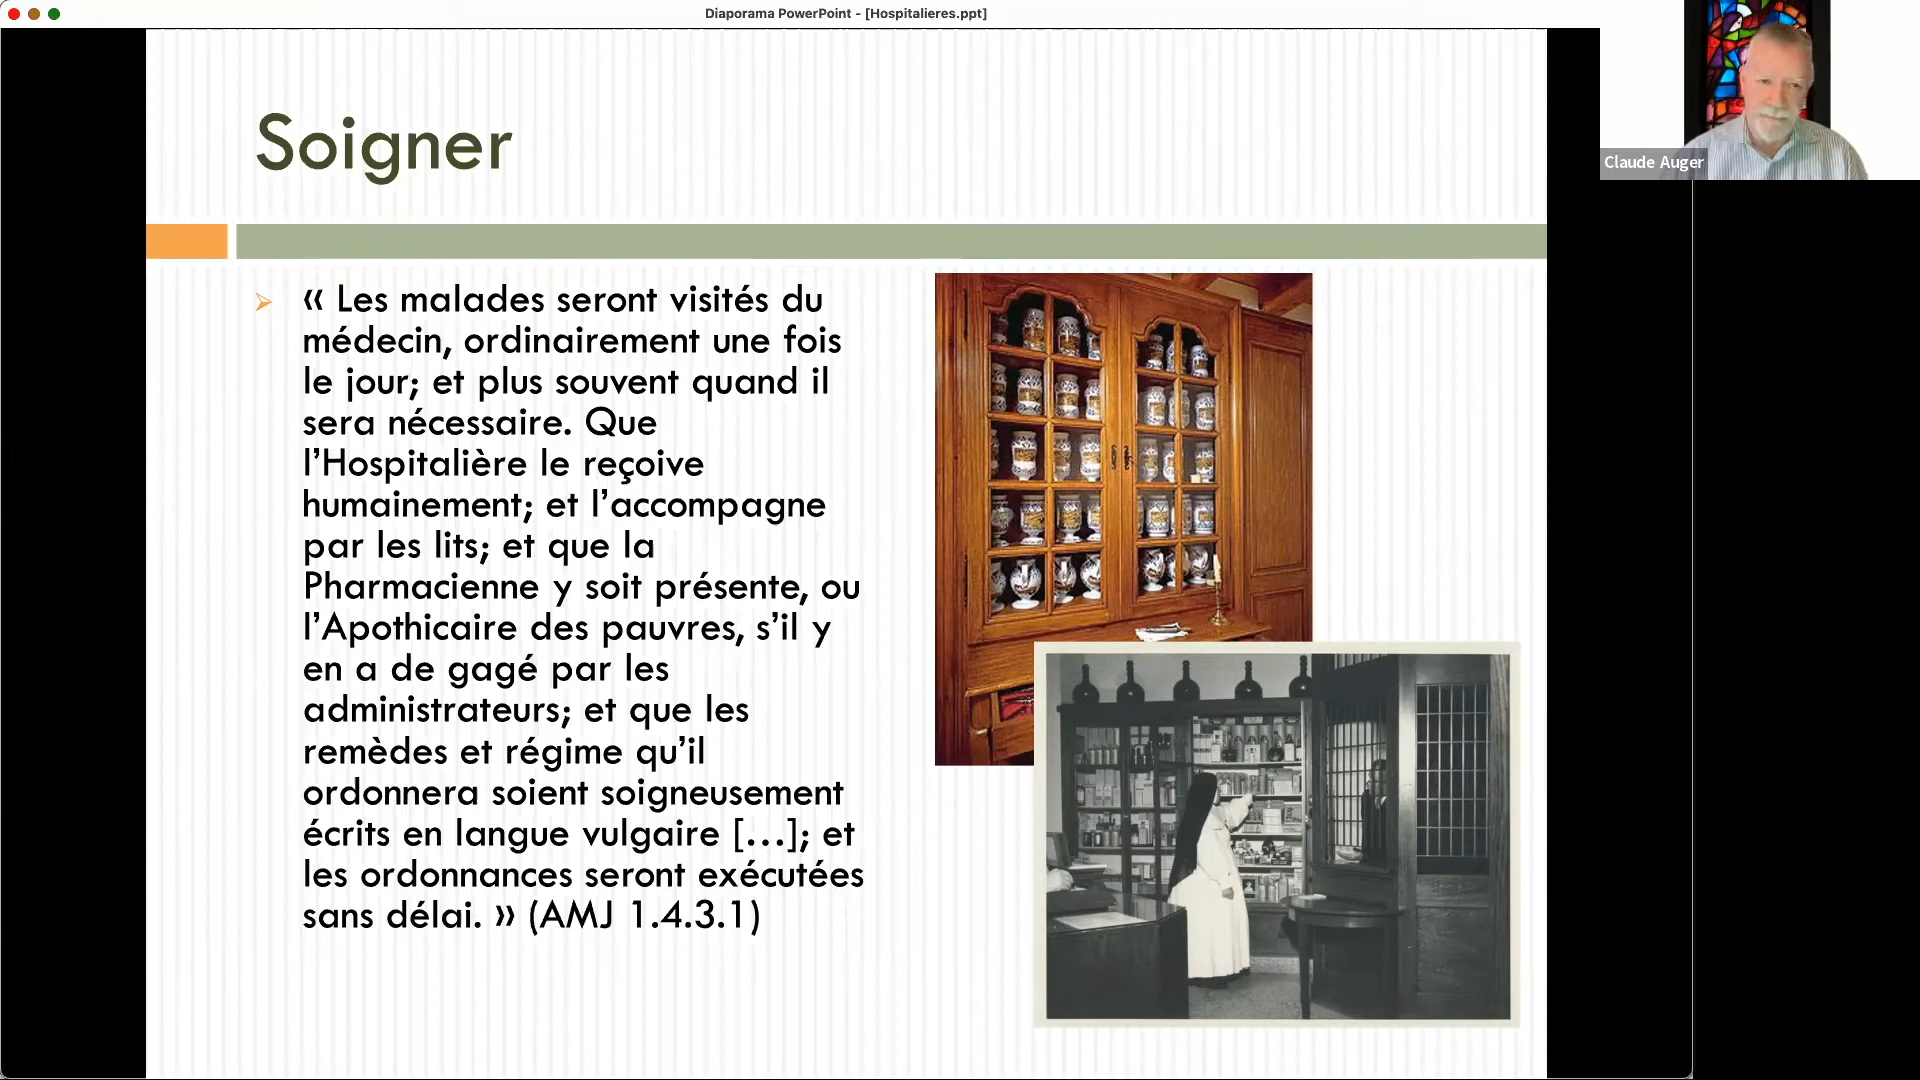 Diaporama PowerPoint - [Hospitalieres.ppt]
Claude Auger
Soigner
« Les malades seront visités du
médecin, ordinairement une fois
le jour; et plus souvent quand il
sera nécessaire. Que
l’Hospitalière le reçoive
humainement; et l’accompagne
par les lits; et que la
Pharmacienne y soit présente, ou
l’Apothicaire des pauvres, s’il y
en a de gagé par les
administrateurs; et que les
remèdes et régime qu’il
ordonnera soient soigneusement
écrits en langue vulgaire […]; et
les ordonnances seront exécutées
sans délai. » (AMJ 1.4.3.1)